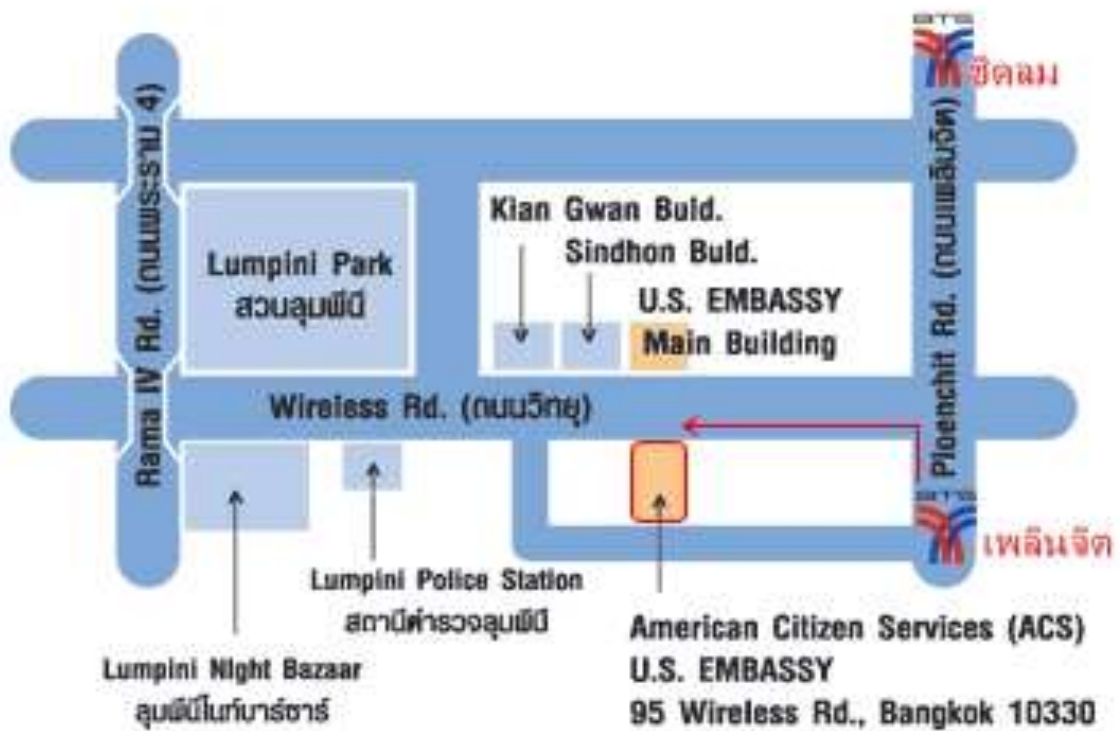 BTS
ชิดลม
Rama IV Rd. (ถนนพระราม 4)
Ploenchit Rd. (ถนนเพลินจิต)
Kian Gwan Buld.
Sindhon Buld.
Lumpini Park
สวนลุมพินี
U.S. EMBASSY
Main Building
Wireless Rd. (ถนนวิทยุ)
BTS
เพลินจิต
Lumpini Police Station
สถานีตำรวจลุมพินี
Lumpini Night Bazaar
ลุมพินีไนท์บาร์ซาร์
American Citizen Services (ACS)
U.S. EMBASSY
95 Wireless Rd., Bangkok 10330